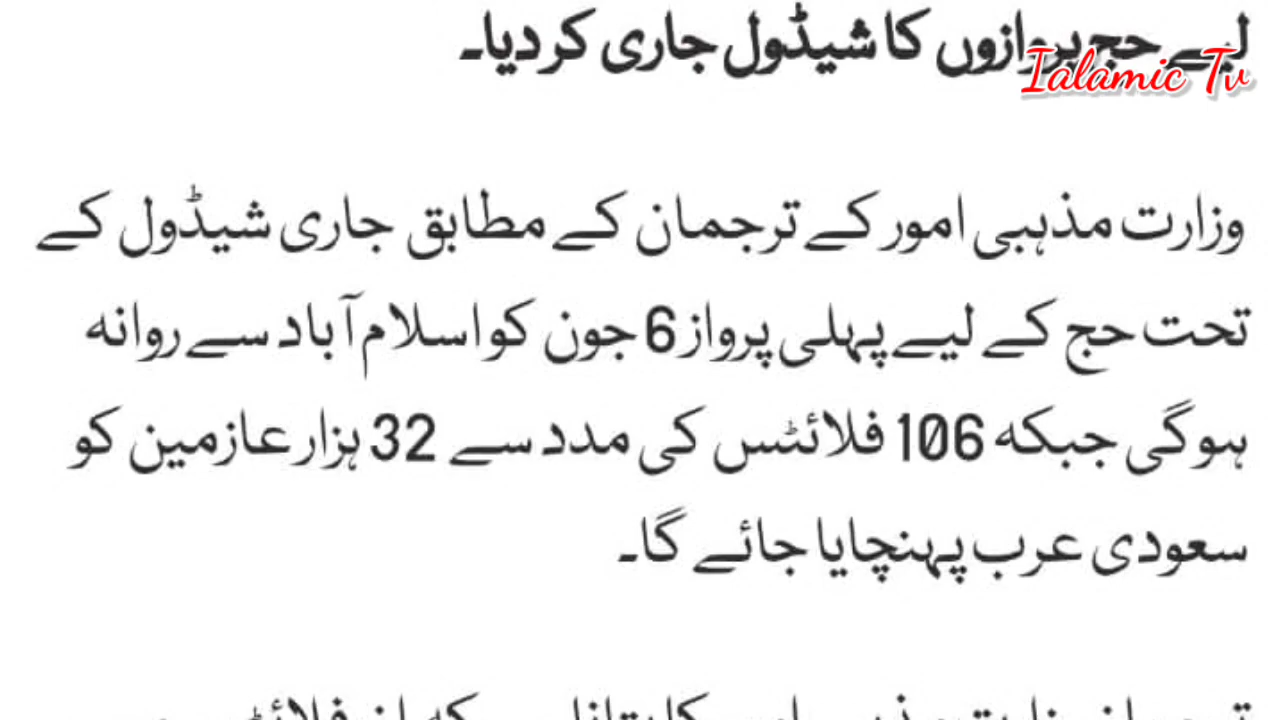 لیے حج پروازوں کا شیڈول جاری کر دیا۔
Ialamic Tv
وزارت مذہبی امور کے ترجمان کے مطابق جاری شیڈول کے
تحت حج کے لیے پہلی پرواز 6 جون کو اسلام آباد سے روانہ
ہوگی جبکہ 106 فلائٹس کی مدد سے 32 ہزار عازمین کو
سعودی عرب پہنچایا جائے گا۔